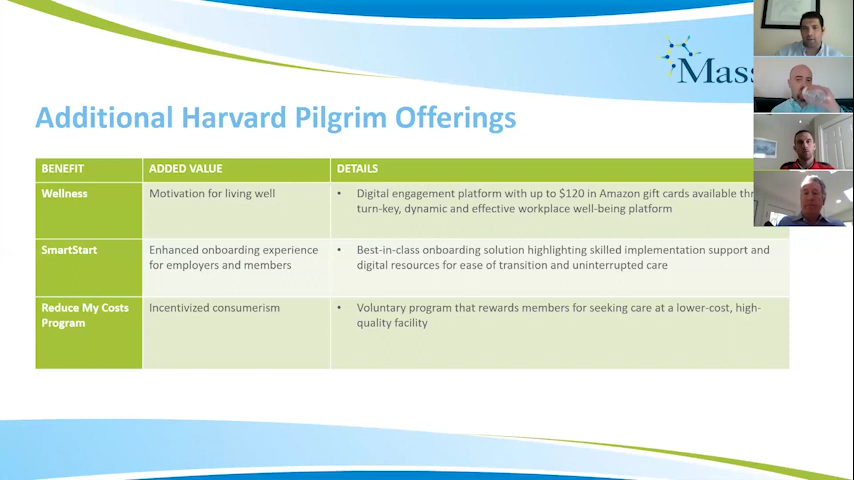 Mass
Additional Harvard Pilgrim Offerings
BENEFIT
ADDED VALUE
DETAILS
Wellness
Motivation for living well
• Digital engagement platform with up to $120 in Amazon gift cards available
turn-key, dynamic and effective workplace well-being platform
SmartStart
Enhanced onboarding experience
for employers and members
• Best-in-class onboarding solution highlighting skilled implementation support and
digital resources for ease of transition and uninterrupted care
Reduce My Costs
Program
Incentivized consumerism
• Voluntary program that rewards members for seeking care at a lower-cost, high-
quality facility